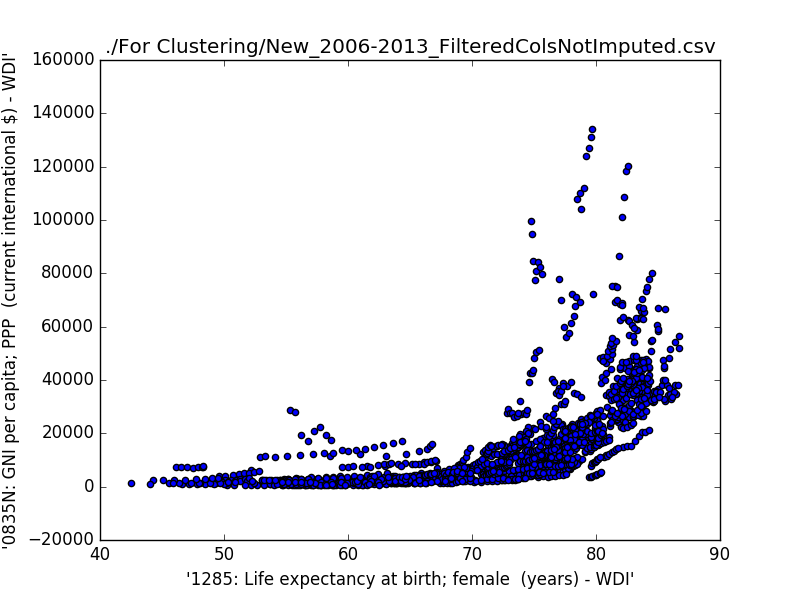 ./For Clustering/New_2006-2013_FilteredColsNotImputed.csv
'0835N: GNI per capita; PPP  (current international $) - WDI'
160000
140000
120000
100000
80000
60000
40000
20000
0
−20000
40 50 60 70 80 90
'1285: Life expectancy at birth; female  (years) - WDI'